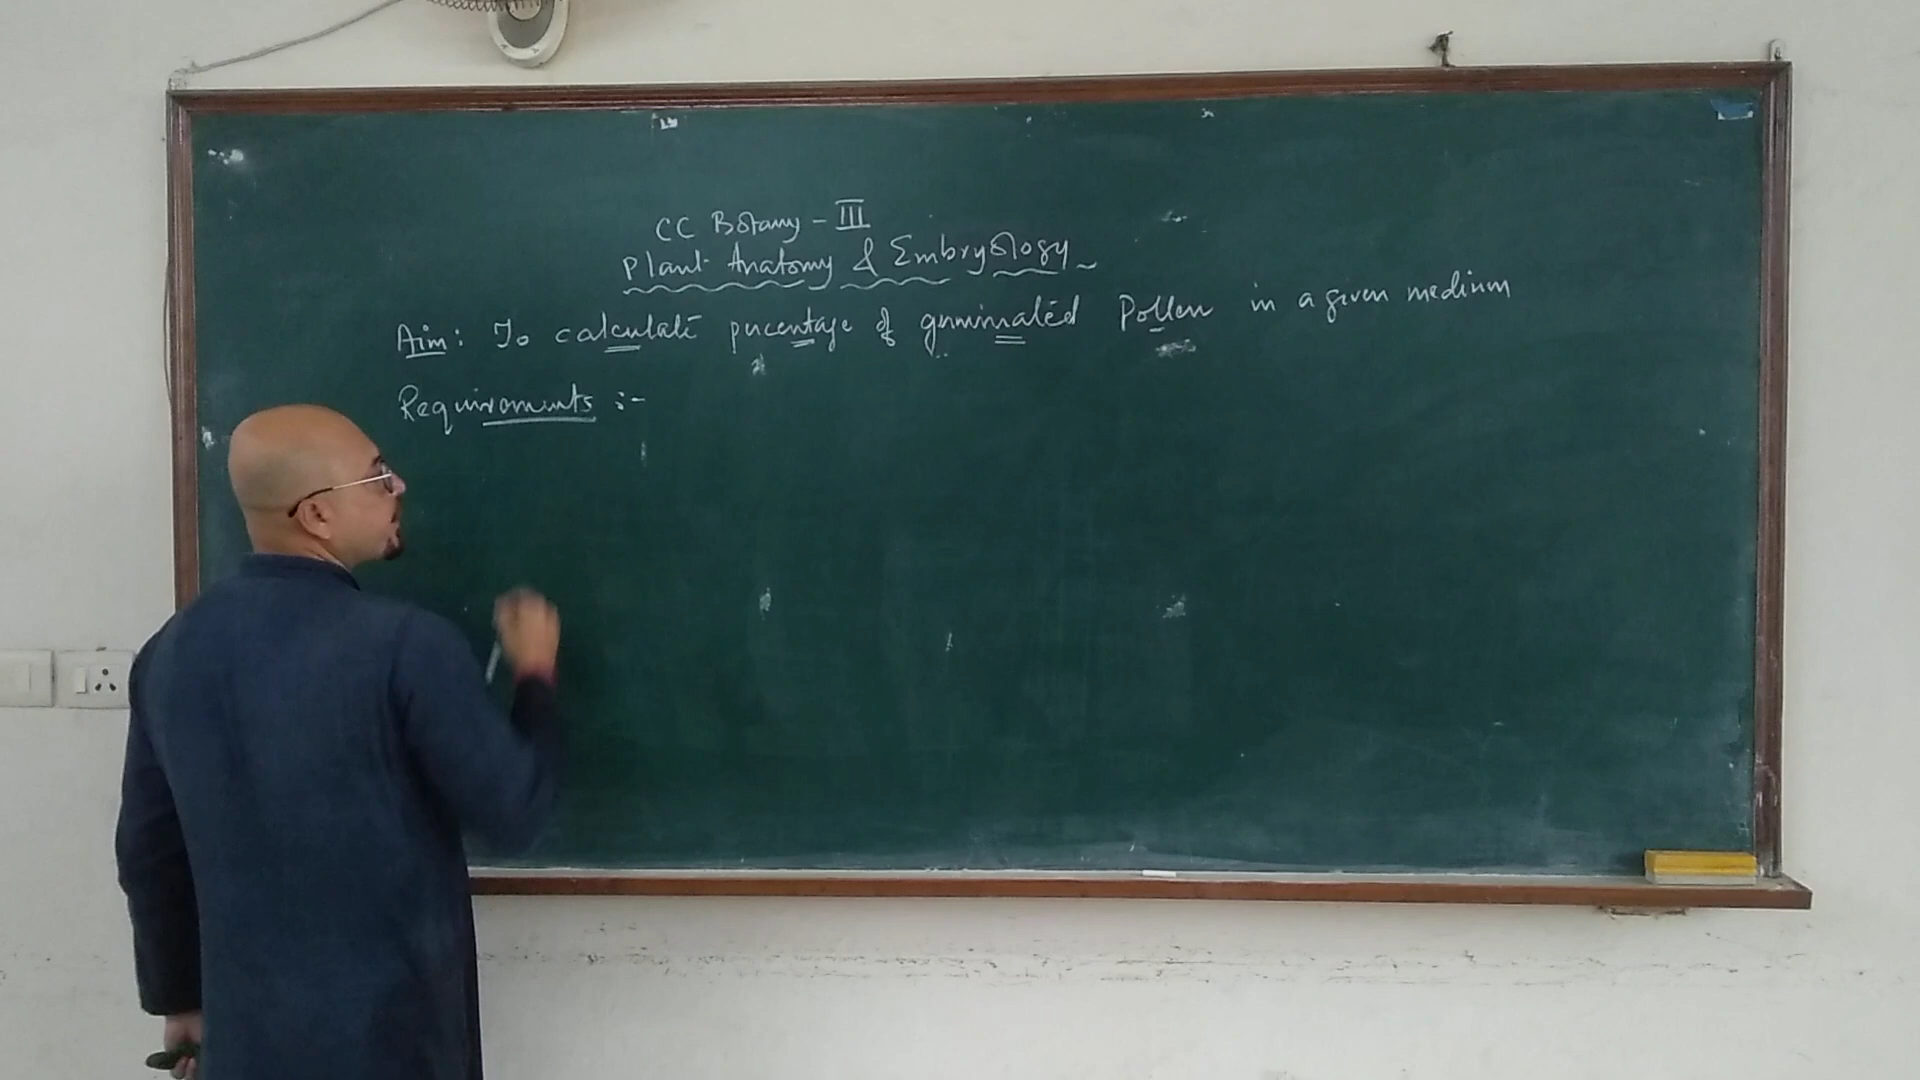 CC Botany - III
Plant Anatomy & Embryology
Aim: To calculate percentage of germinated Pollen in a given medium
Requirements :-